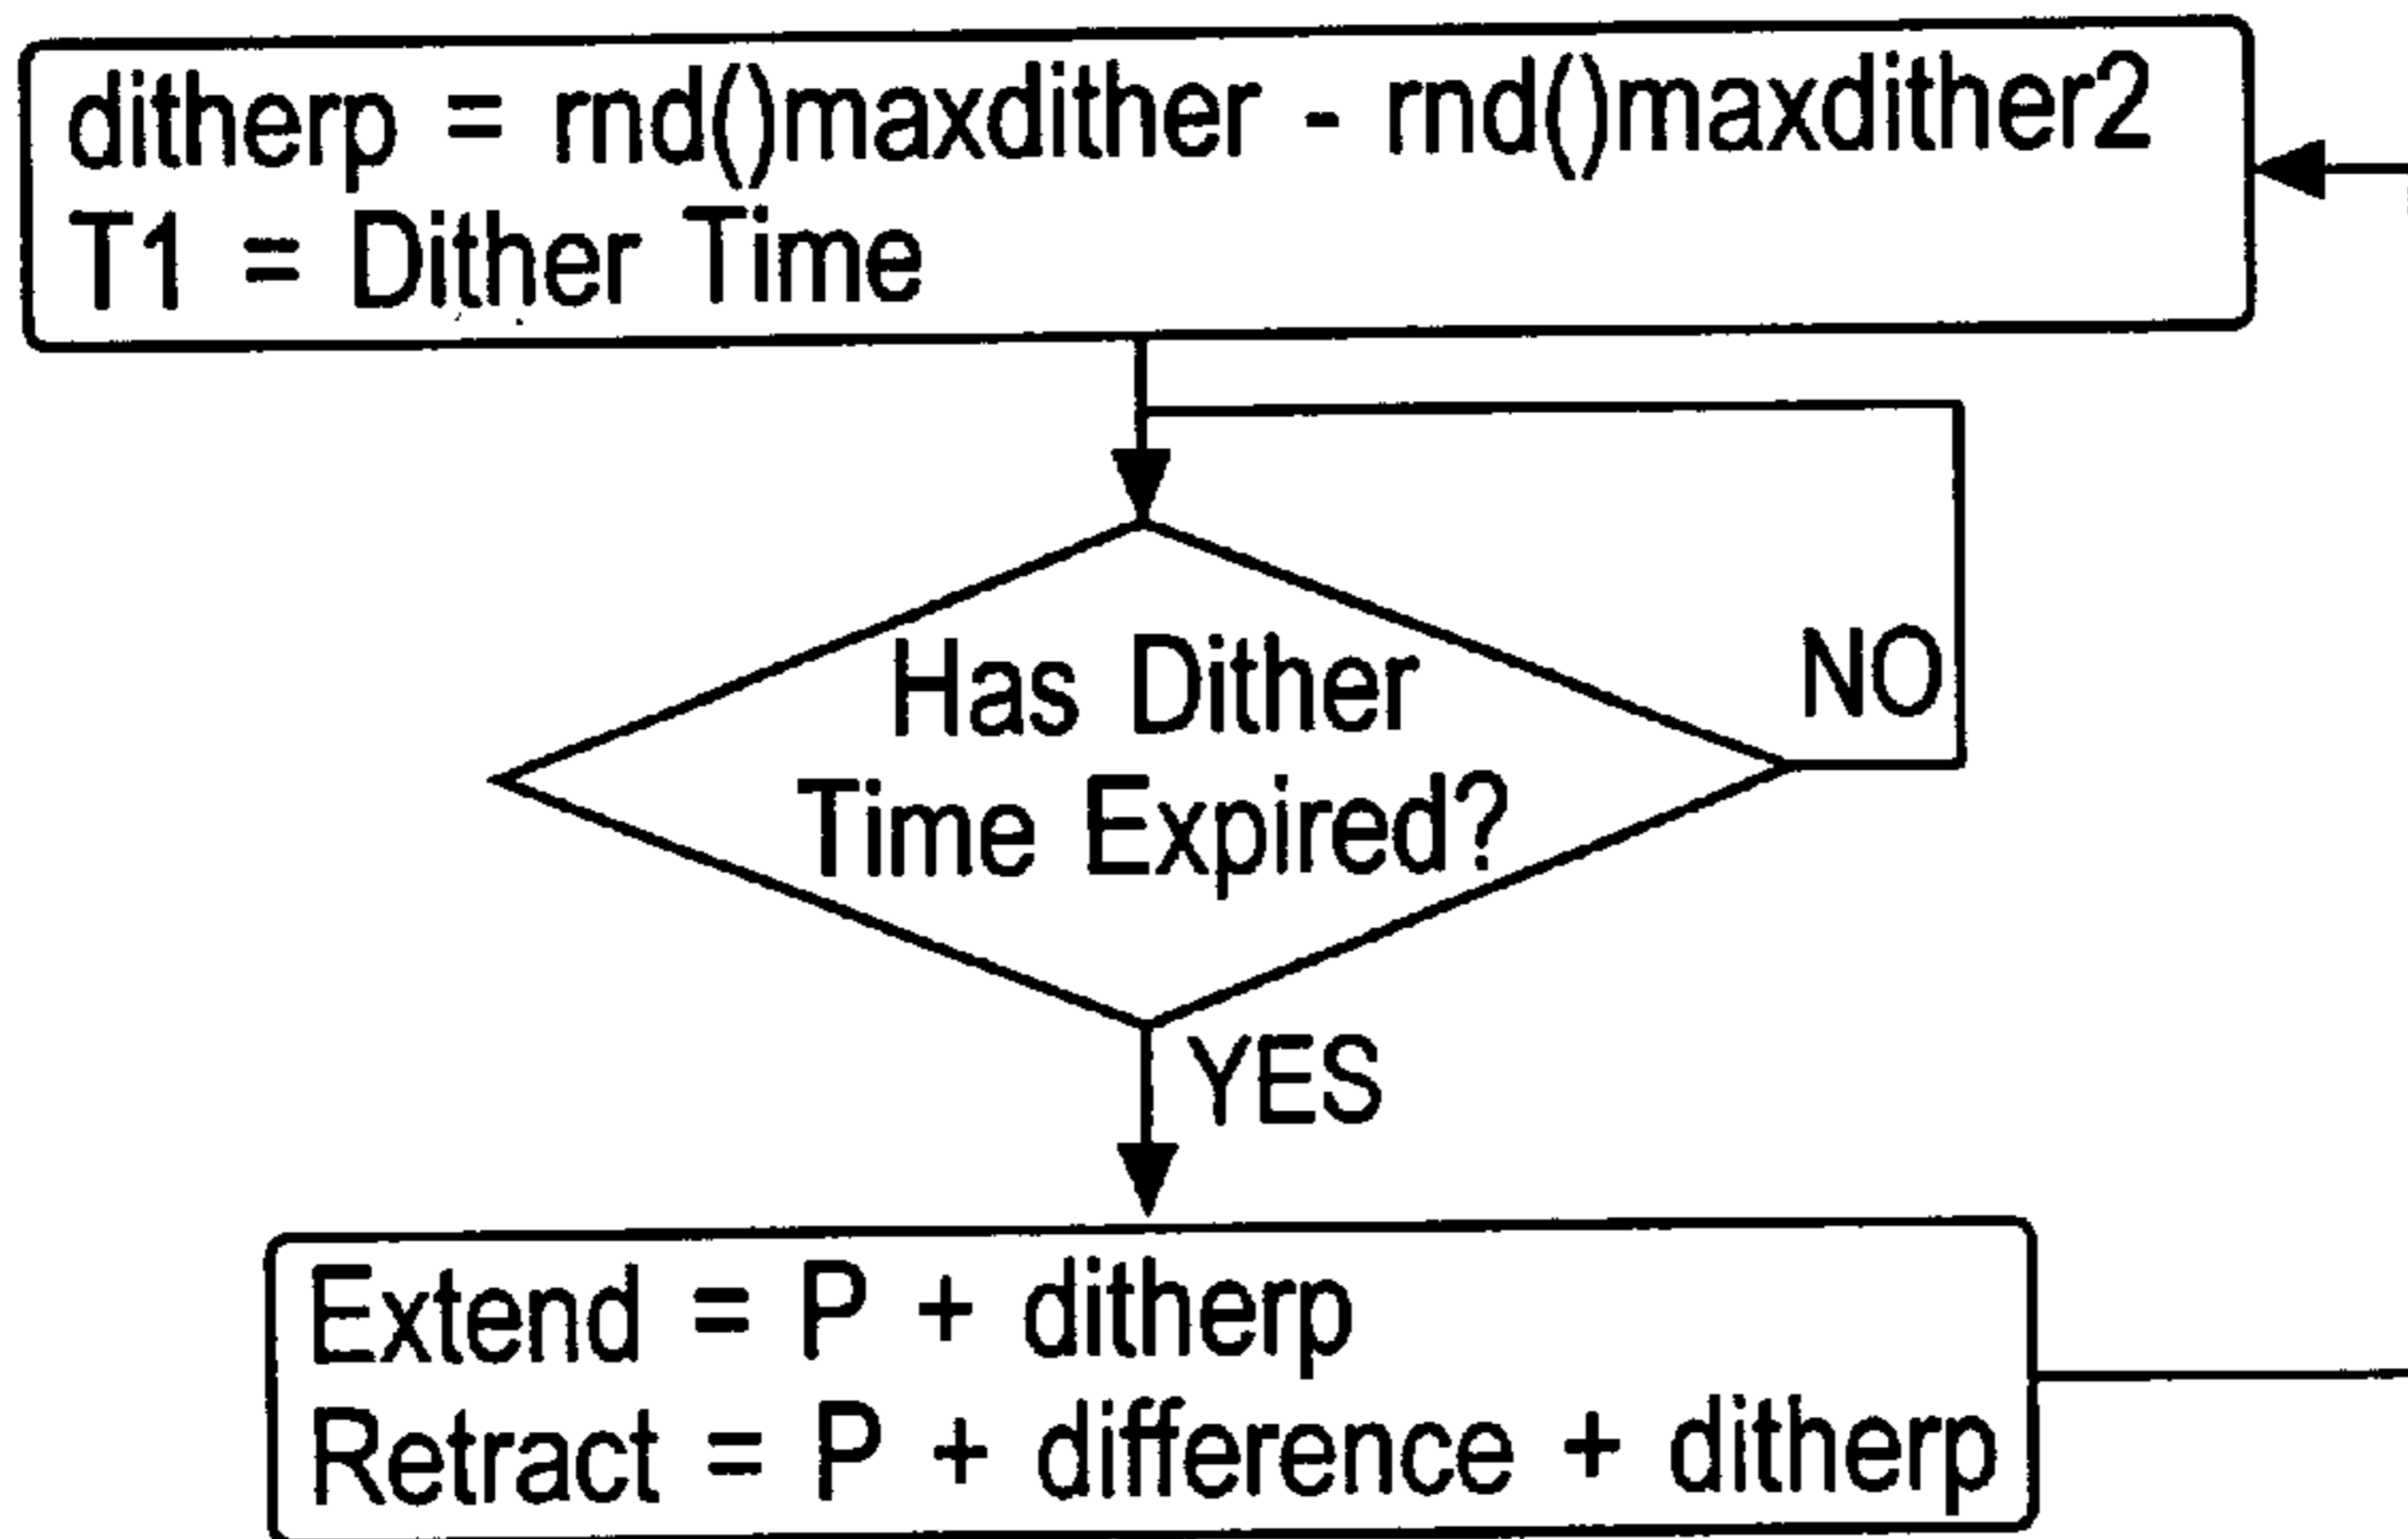 ditherp = rnd()maxdither - rnd()maxdither2
T1 = Dither Time
NO
Has Dither
Time Expired?
YES
Extend = P + ditherp
Retract = P + difference + ditherp